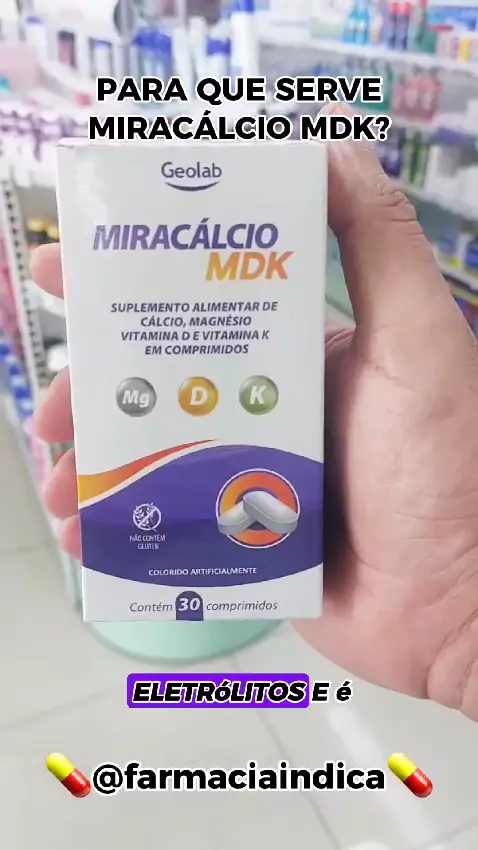 PARA QUE SERVE
MIRACÁLCIO MDK?
Geolab
MIRACÁLCIO
MDK
SUPLEMENTO ALIMENTAR DE
CÁLCIO, MAGNÉSIO
VITAMINA D E VITAMINA K
EM COMPRIMIDOS
Mg D K
NÃO CONTÉM
GLÚTEN
COLORIDO ARTIFICIALMENTE
Contém 30 comprimidos
ELETRóLITOS E é
@farmaciaindica